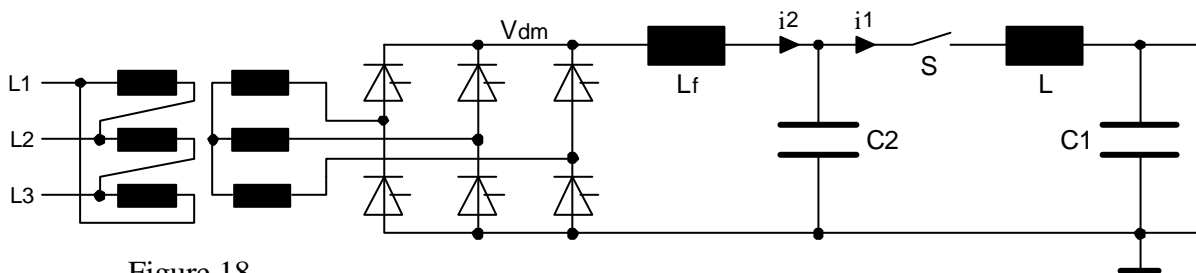 i2 i1
Vdm
S
L1 Lf L
L2 C2 C1
L3
Figure 18